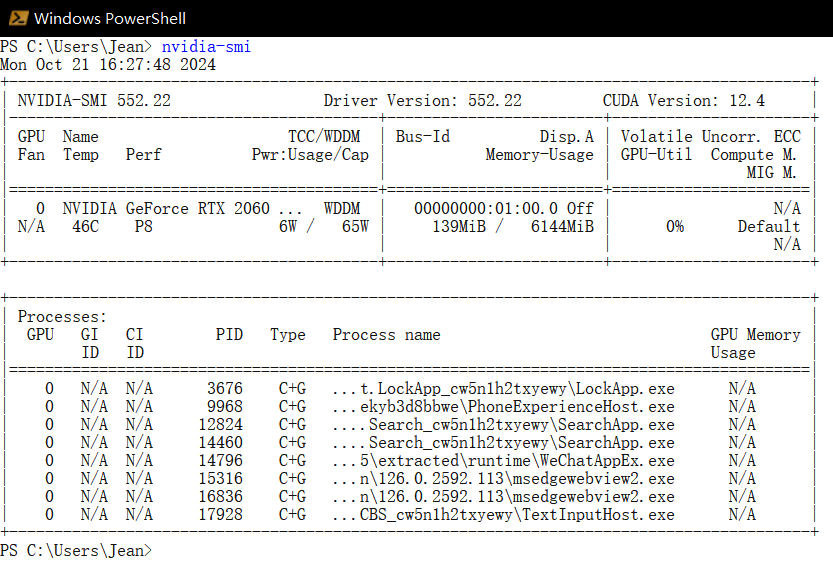 Windows PowerShell
PS C:\Users\Jean> nvidia-smi
Mon Oct 21 16:27:48 2024
NVIDIA-SMI 552.22 Driver Version: 552.22 CUDA Version: 12.4
GPU Name TCC/WDDM | Bus-Id Disp.A | Volatile Uncorr. ECC
Fan Temp Perf Pwr:Usage/Cap | Memory-Usage | GPU-Util Compute M.
MIG M.
0 NVIDIA GeForce RTX 2060 ... WDDM | 00000000:01:00.0 Off | N/A
N/A 46C P8 6W / 65W | 139MiB / 6144MiB | 0% Default
N/A
Processes:
GPU GI CI PID Type Process name GPU Memory
ID ID Usage
0 N/A N/A 3676 C+G ...t.LockApp_cw5n1h2txyewy\LockApp.exe N/A
0 N/A N/A 9968 C+G ...ekyb3d8bbwe\PhoneExperienceHost.exe N/A
0 N/A N/A 12824 C+G ....Search_cw5n1h2txyewy\SearchApp.exe N/A
0 N/A N/A 14460 C+G ....Search_cw5n1h2txyewy\SearchApp.exe N/A
0 N/A N/A 14796 C+G ...5\extracted\runtime\WeChatAppEx.exe N/A
0 N/A N/A 15316 C+G ...n\126.0.2592.113\msedgewebview2.exe N/A
0 N/A N/A 16836 C+G ...n\126.0.2592.113\msedgewebview2.exe N/A
0 N/A N/A 17928 C+G ...CBS_cw5n1h2txyewy\TextInputHost.exe N/A
PS C:\Users\Jean>